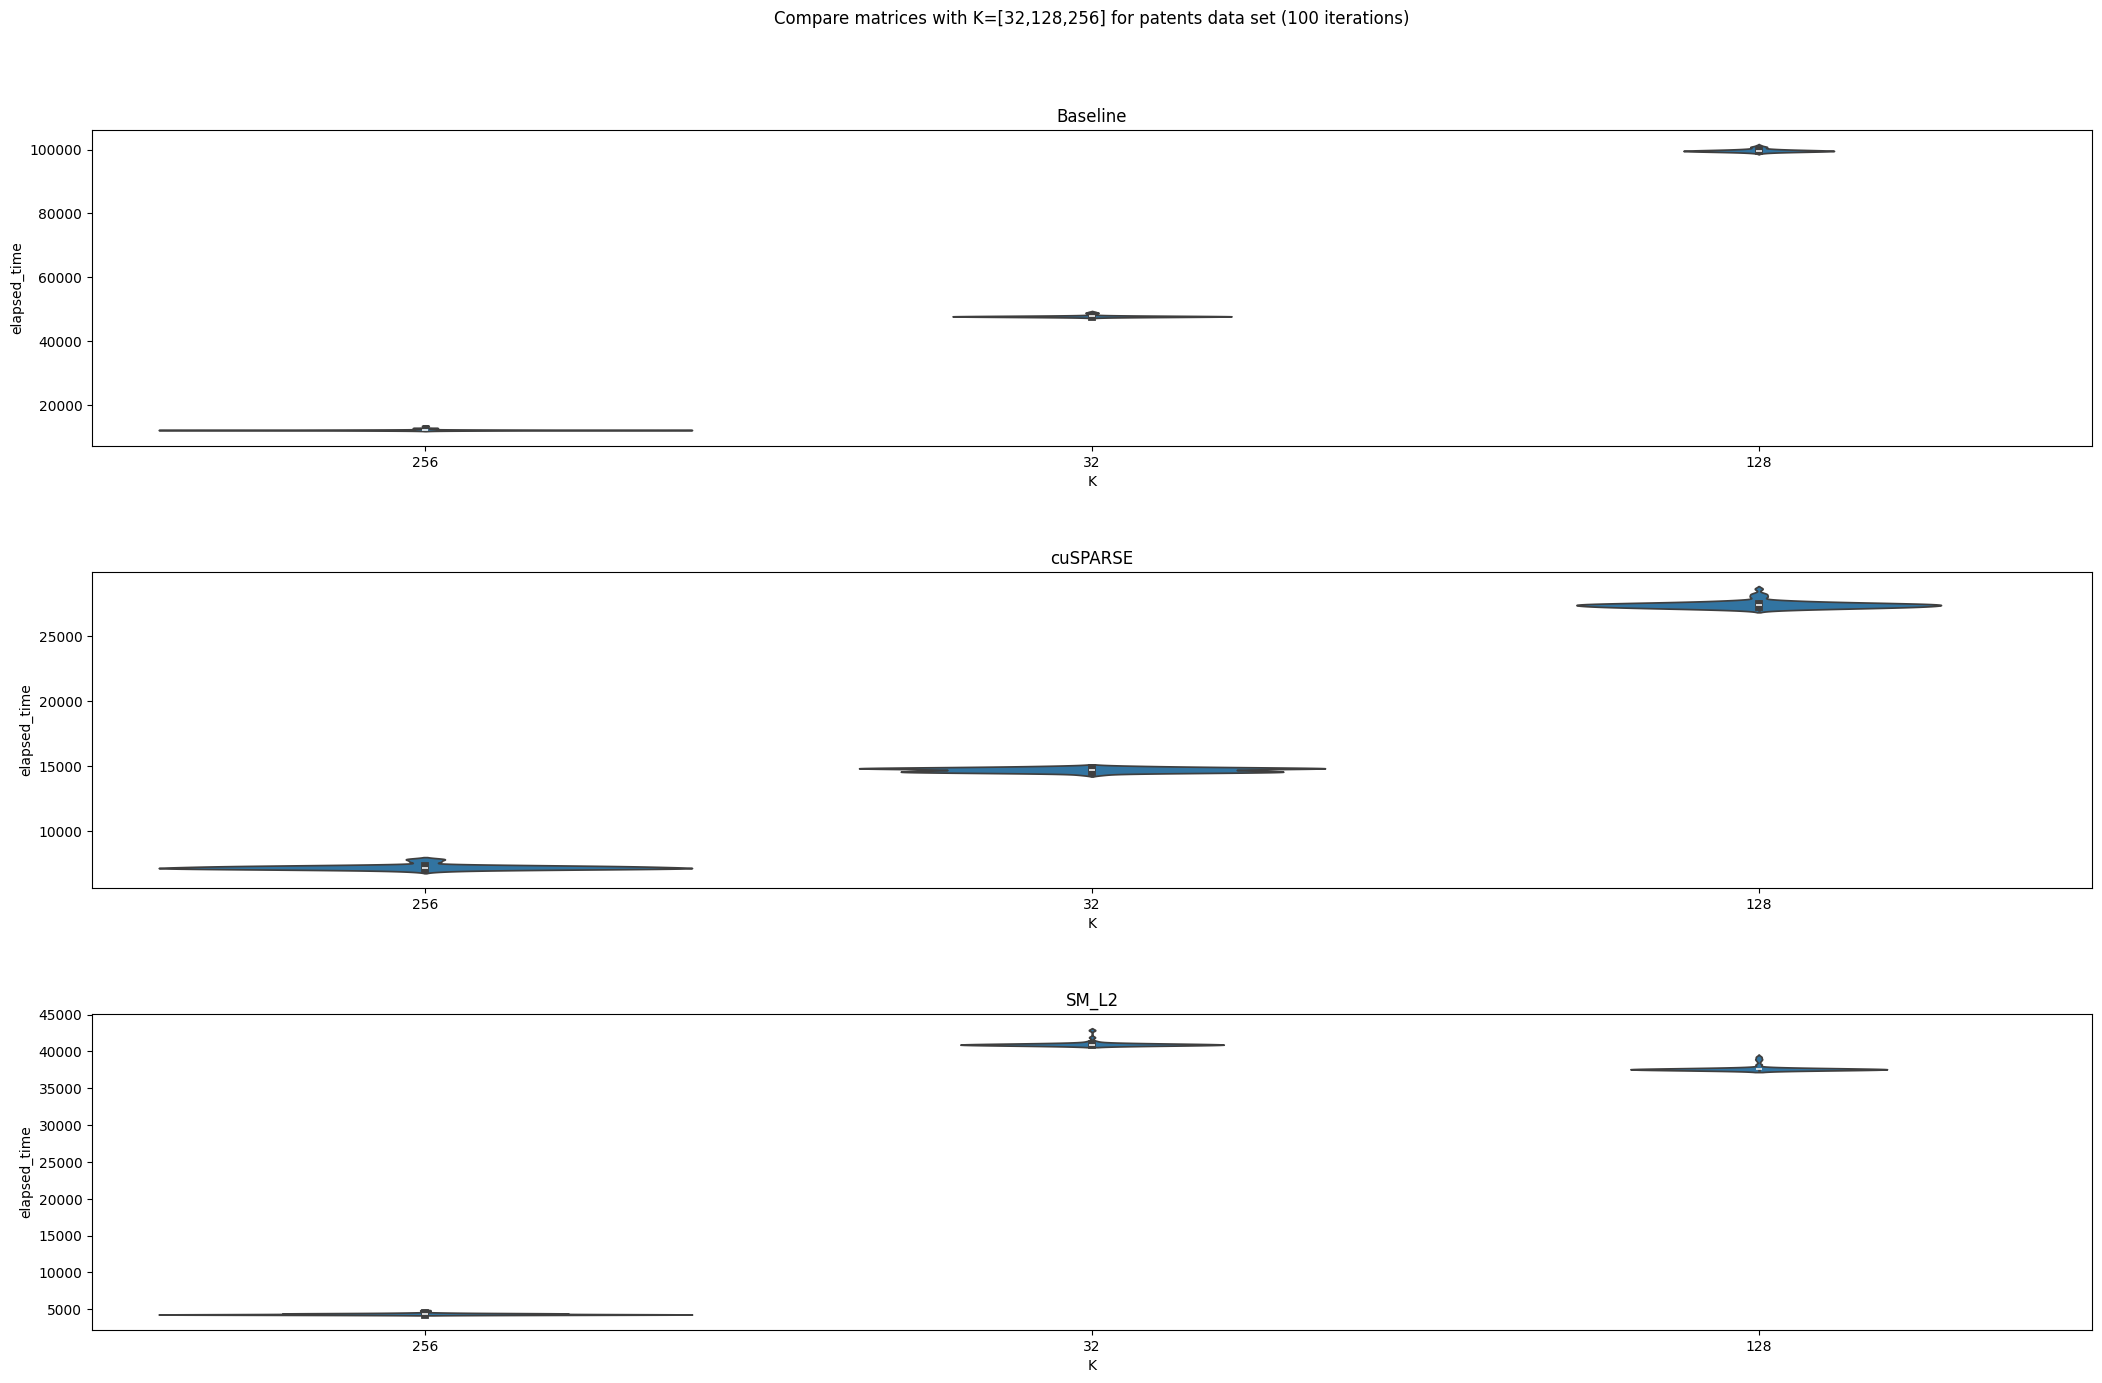 Compare matrices with K=[32,128,256] for patents data set (100 iterations)
Baseline
elapsed_time
100000
80000
60000
40000
20000
256 32 128
K
cuSPARSE
elapsed_time
25000
20000
15000
10000
256 32 128
K
SM_L2
elapsed_time
45000
40000
35000
30000
25000
20000
15000
10000
5000
256 32 128
K